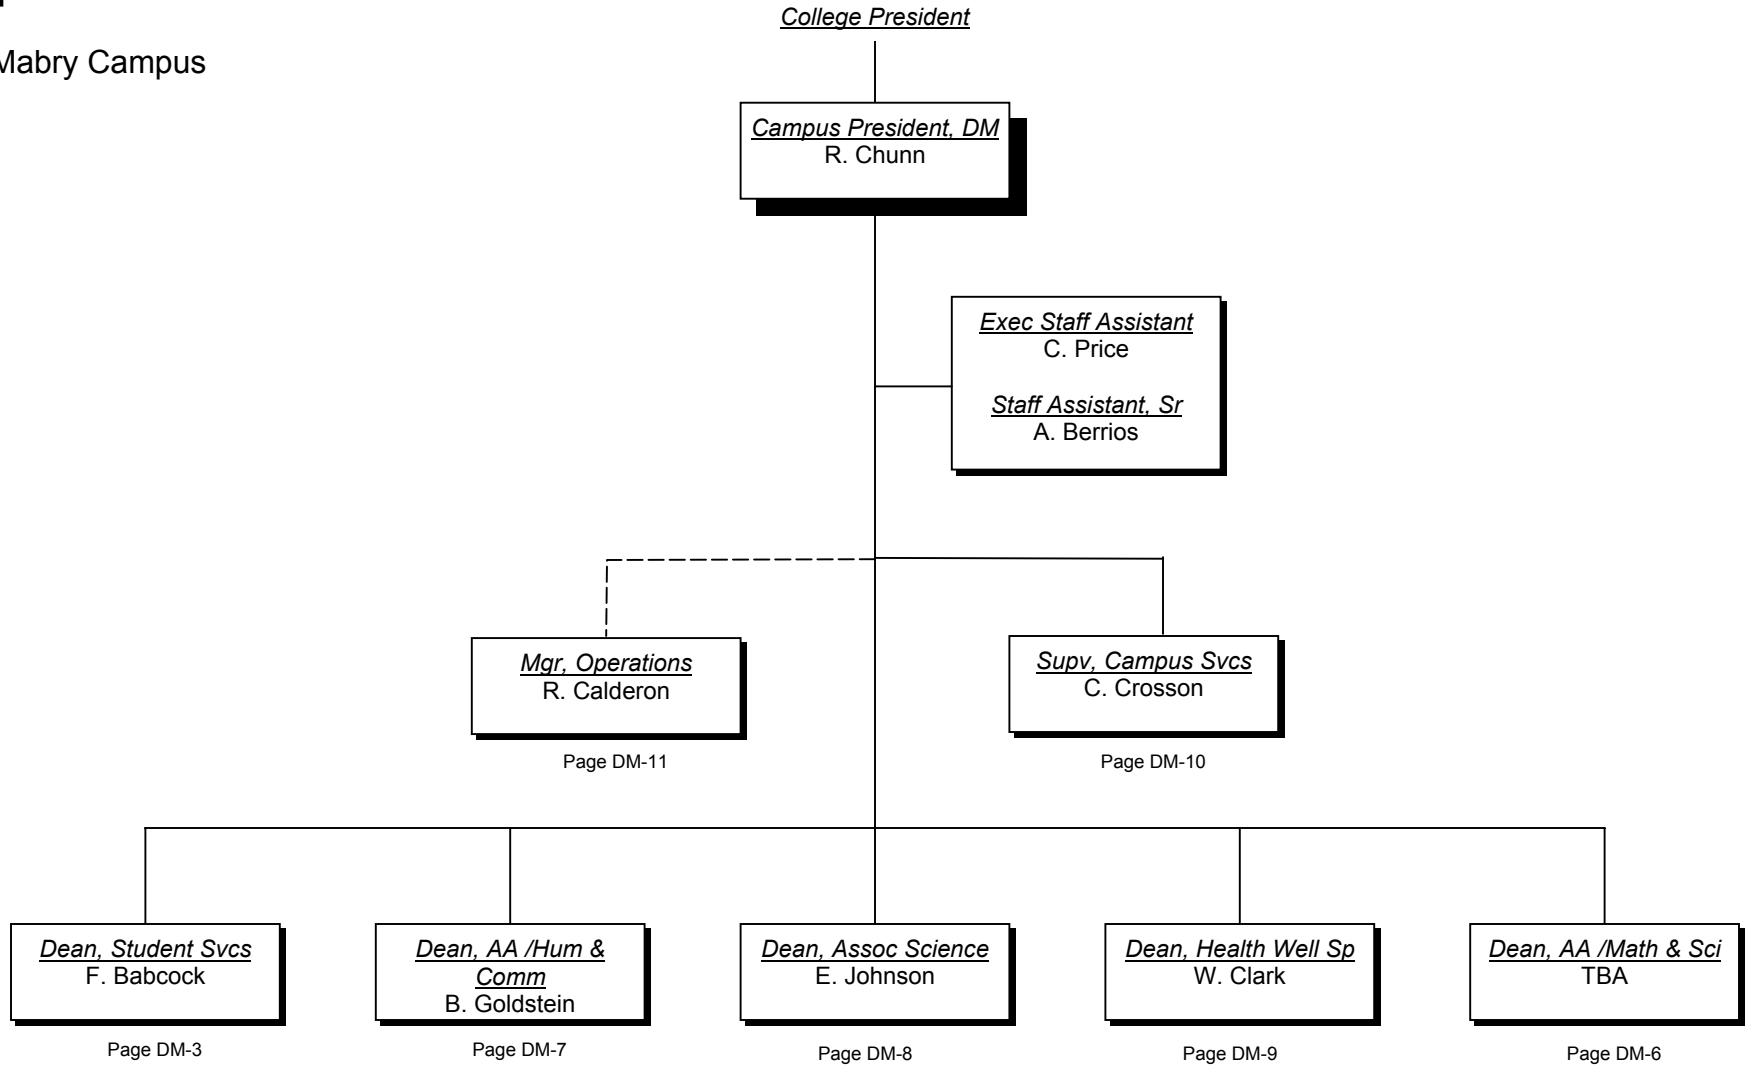 Mabry Campus
College President
Campus President, DM
R. Chunn
Exec Staff Assistant
C. Price
Staff Assistant, Sr
A. Berrios
Mgr, Operations
R. Calderon
Page DM-11
Supv, Campus Svcs
C. Crosson
Page DM-10
Dean, Student Svcs
F. Babcock
Page DM-3
Dean, AA /Hum &
Comm
B. Goldstein
Page DM-7
Dean, Assoc Science
E. Johnson
Page DM-8
Dean, Health Well Sp
W. Clark
Page DM-9
Dean, AA /Math & Sci
TBA
Page DM-6